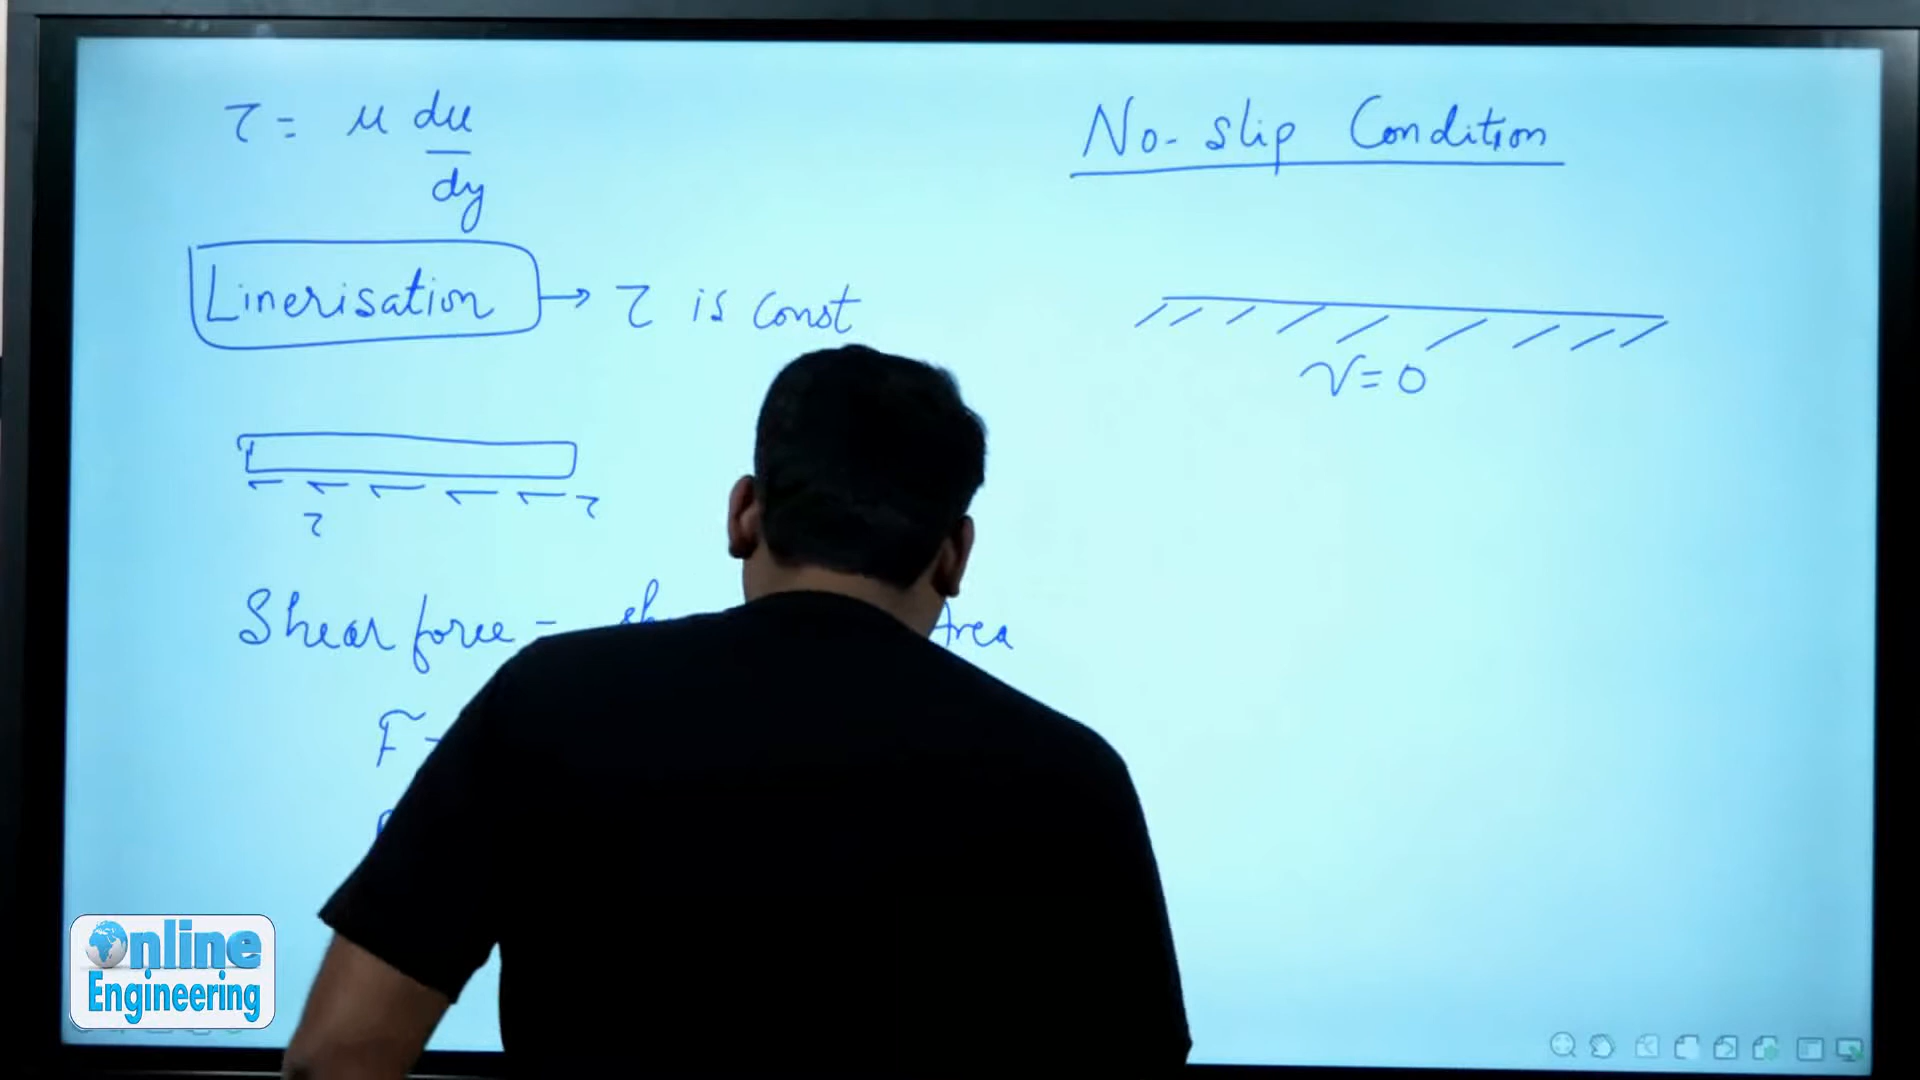 τ = μ du
dy
Linerisation → τ is const
τ
τ
Shear force = Area
F
No-slip Condition
V = 0
Online
Engineering